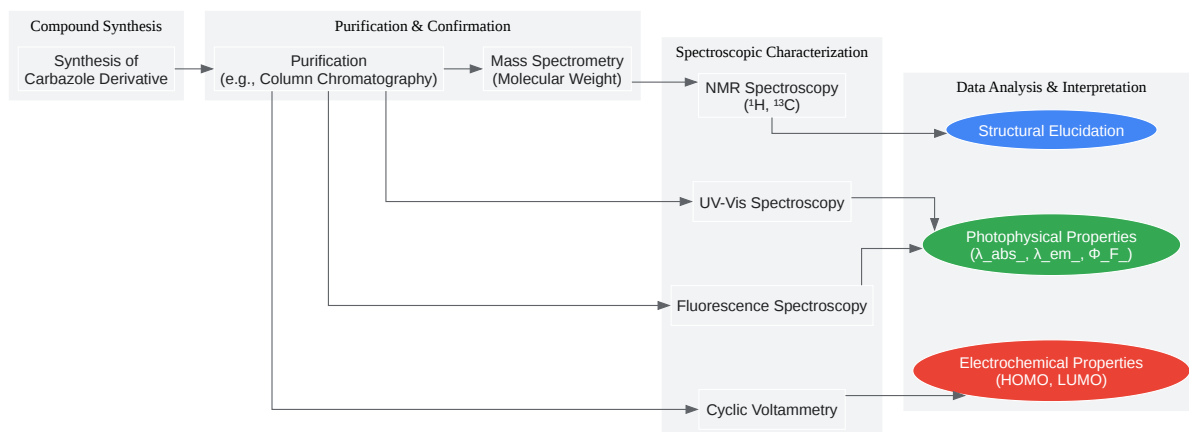 Compound Synthesis
Synthesis of
Carbazole Derivative
Purification & Confirmation
Purification
(e.g., Column Chromatography)
Mass Spectrometry
(Molecular Weight)
Spectroscopic Characterization
NMR Spectroscopy
(¹H, ¹³C)
UV-Vis Spectroscopy
Fluorescence Spectroscopy
Cyclic Voltammetry
Data Analysis & Interpretation
Structural Elucidation
Photophysical Properties
(λ_abs_, λ_em_, Φ_F_)
Electrochemical Properties
(HOMO, LUMO)